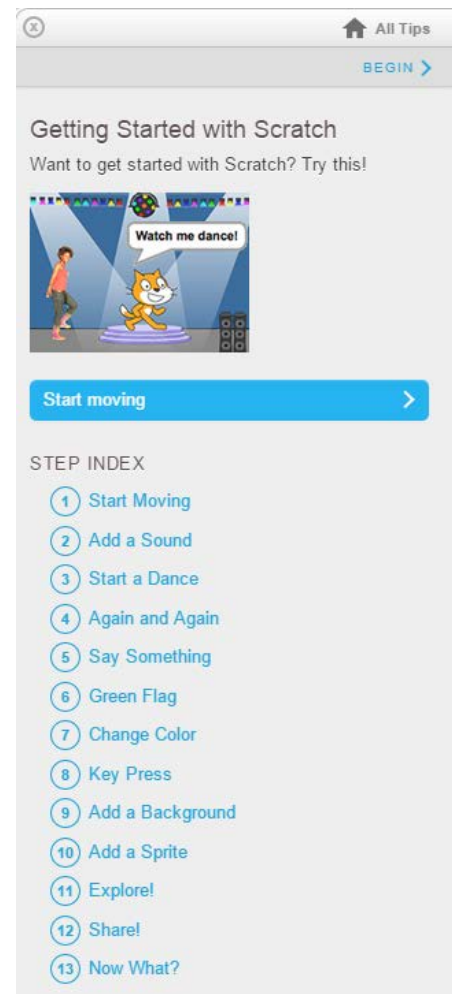 All Tips
BEGIN
Getting Started with Scratch
Want to get started with Scratch? Try this!
Watch me dance!
Start moving
STEP INDEX
1 Start Moving
2 Add a Sound
3 Start a Dance
4 Again and Again
5 Say Something
6 Green Flag
7 Change Color
8 Key Press
9 Add a Background
10 Add a Sprite
11 Explore!
12 Share!
13 Now What?